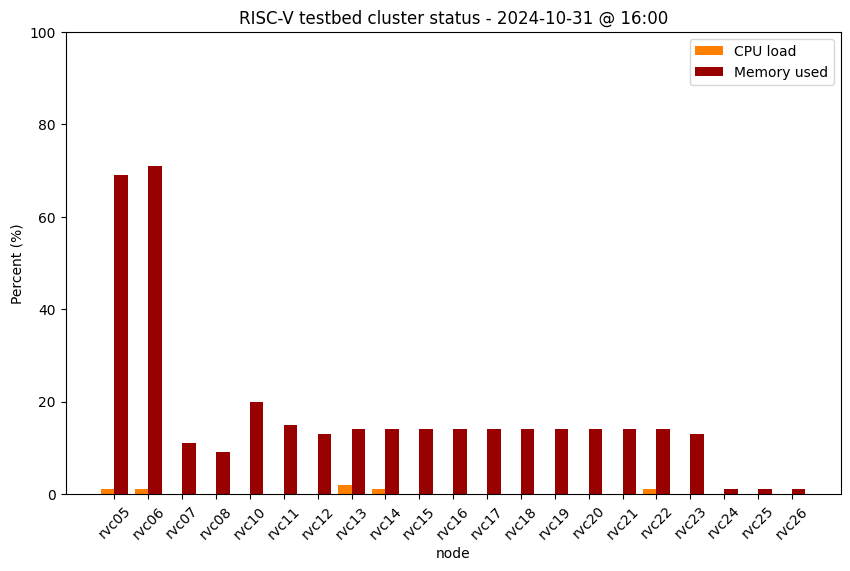 RISC-V testbed cluster status - 2024-10-31 @ 16:00
CPU load
Memory used
Percent (%)
100
80
60
40
20
0
rvc05 rvc06 rvc07 rvc08 rvc10 rvc11 rvc12 rvc13 rvc14 rvc15 rvc16 rvc17 rvc18 rvc19 rvc20 rvc21 rvc22 rvc23 rvc24 rvc25 rvc26
node